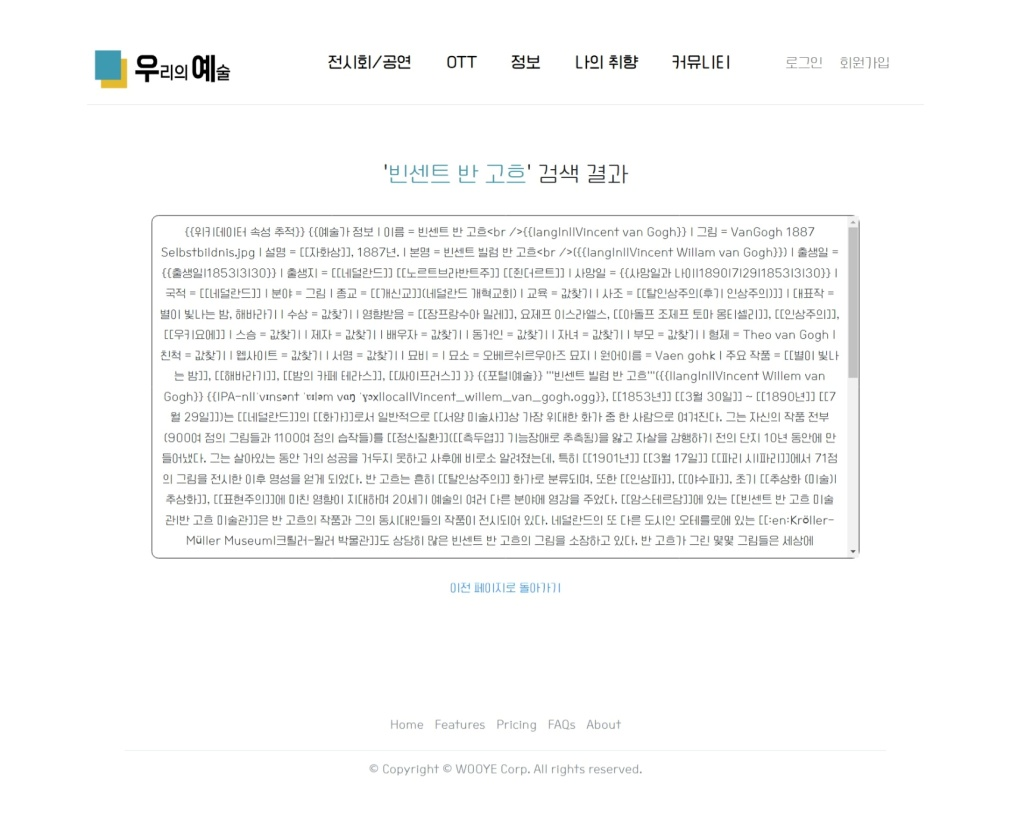 우리의 예술
전시회/공연 OTT 정보 나의 취향 커뮤니티 로그인 회원가입
'빈센트 반 고흐' 검색 결과
{{위키데이터 속성 추적}} {{예술가 정보 | 이름 = 빈센트 반 고흐<br />{{lang|nl|Vincent van Gogh}} | 그림 = VanGogh 1887
Selbstbildnis.jpg | 설명 = [[자화상]], 1887년. | 본명 = 빈센트 빌럼 반 고흐<br />({{lang|nl|Vincent Willam van Gogh}}) | 출생일 =
{{출생일|1853|3|30}} | 출생지 = [[네덜란드]] [[노르트브라반트주]] [[쥔더르트]] | 사망일 = {{사망일과 나이|1890|7|29|1853|3|30}} |
국적 = [[네덜란드]] | 분야 = 그림 | 종교 = [[개신교]](네덜란드 개혁교회) | 교육 = 값찾기 | 사조 = [[탈인상주의(후기 인상주의)]] | 대표작 =
별이 빛나는 밤, 해바라기 | 수상 = 값찾기 | 영향받음 = [[장프랑수아 밀레]], 요제프 이스라엘스, [[아돌프 조제프 토마 몽티셀리]], [[인상주의]],
[[우키요에]] | 스승 = 값찾기 | 제자 = 값찾기 | 배우자 = 값찾기 | 동거인 = 값찾기 | 자녀 = 값찾기 | 부모 = 값찾기 | 형제 = Theo van Gogh |
친척 = 값찾기 | 웹사이트 = 값찾기 | 서명 = 값찾기 | 묘비 = | 묘소 = 오베르쉬르우아즈 묘지 | 원어이름 = Vaen gohk | 주요 작품 = [[별이 빛나
는 밤]], [[해바라기]], [[밤의 카페 테라스]], [[싸이프러스]] }} {{포털|예술}} '''빈센트 빌럼 반 고흐'''({{llang|nl|Vincent Willem van
Gogh}} {{IPA-nl|ˈvɪnsənt ˈʋɪləm vɑŋ ˈɣɔx|local|Vincent_willem_van_gogh.ogg}}, [[1853년]] [[3월 30일]] ~ [[1890년]] [[7
월 29일]])는 [[네덜란드]]의 [[화가]]로서 일반적으로 [[서양 미술사]]상 가장 위대한 화가 중 한 사람으로 여겨진다. 그는 자신의 작품 전부
(900여 점의 그림들과 1100여 점의 습작들)를 [[정신질환]]([[측두엽]] 기능장애로 추측됨)을 앓고 자살을 감행하기 전의 단지 10년 동안에 만
들어냈다. 그는 살아있는 동안 거의 성공을 거두지 못하고 사후에 비로소 알려졌는데, 특히 [[1901년]] [[3월 17일]] [[파리 시|파리]]에서 71점
의 그림을 전시한 이후 명성을 얻게 되었다. 반 고흐는 흔히 [[탈인상주의]] 화가로 분류되며, 또한 [[인상파]], [[야수파]], 초기 [[추상화 (미술)|
추상화]], [[표현주의]]에 미친 영향이 지대하며 20세기 예술의 여러 다른 분야에 영감을 주었다. [[암스테르담]]에 있는 [[빈센트 반 고흐 미술
관|반 고흐 미술관]]은 반 고흐의 작품과 그의 동시대인들의 작품이 전시되어 있다. 네덜란드의 또 다른 도시인 오테를로에 있는 [[:en:Kröller-
Müller Museum|크뢸러-뮐러 박물관]]도 상당히 많은 빈센트 반 고흐의 그림을 소장하고 있다. 반 고흐가 그린 몇몇 그림들은 세상에
이전 페이지로 돌아가기
Home Features Pricing FAQs About
© Copyright © WOOYE Corp. All rights reserved.